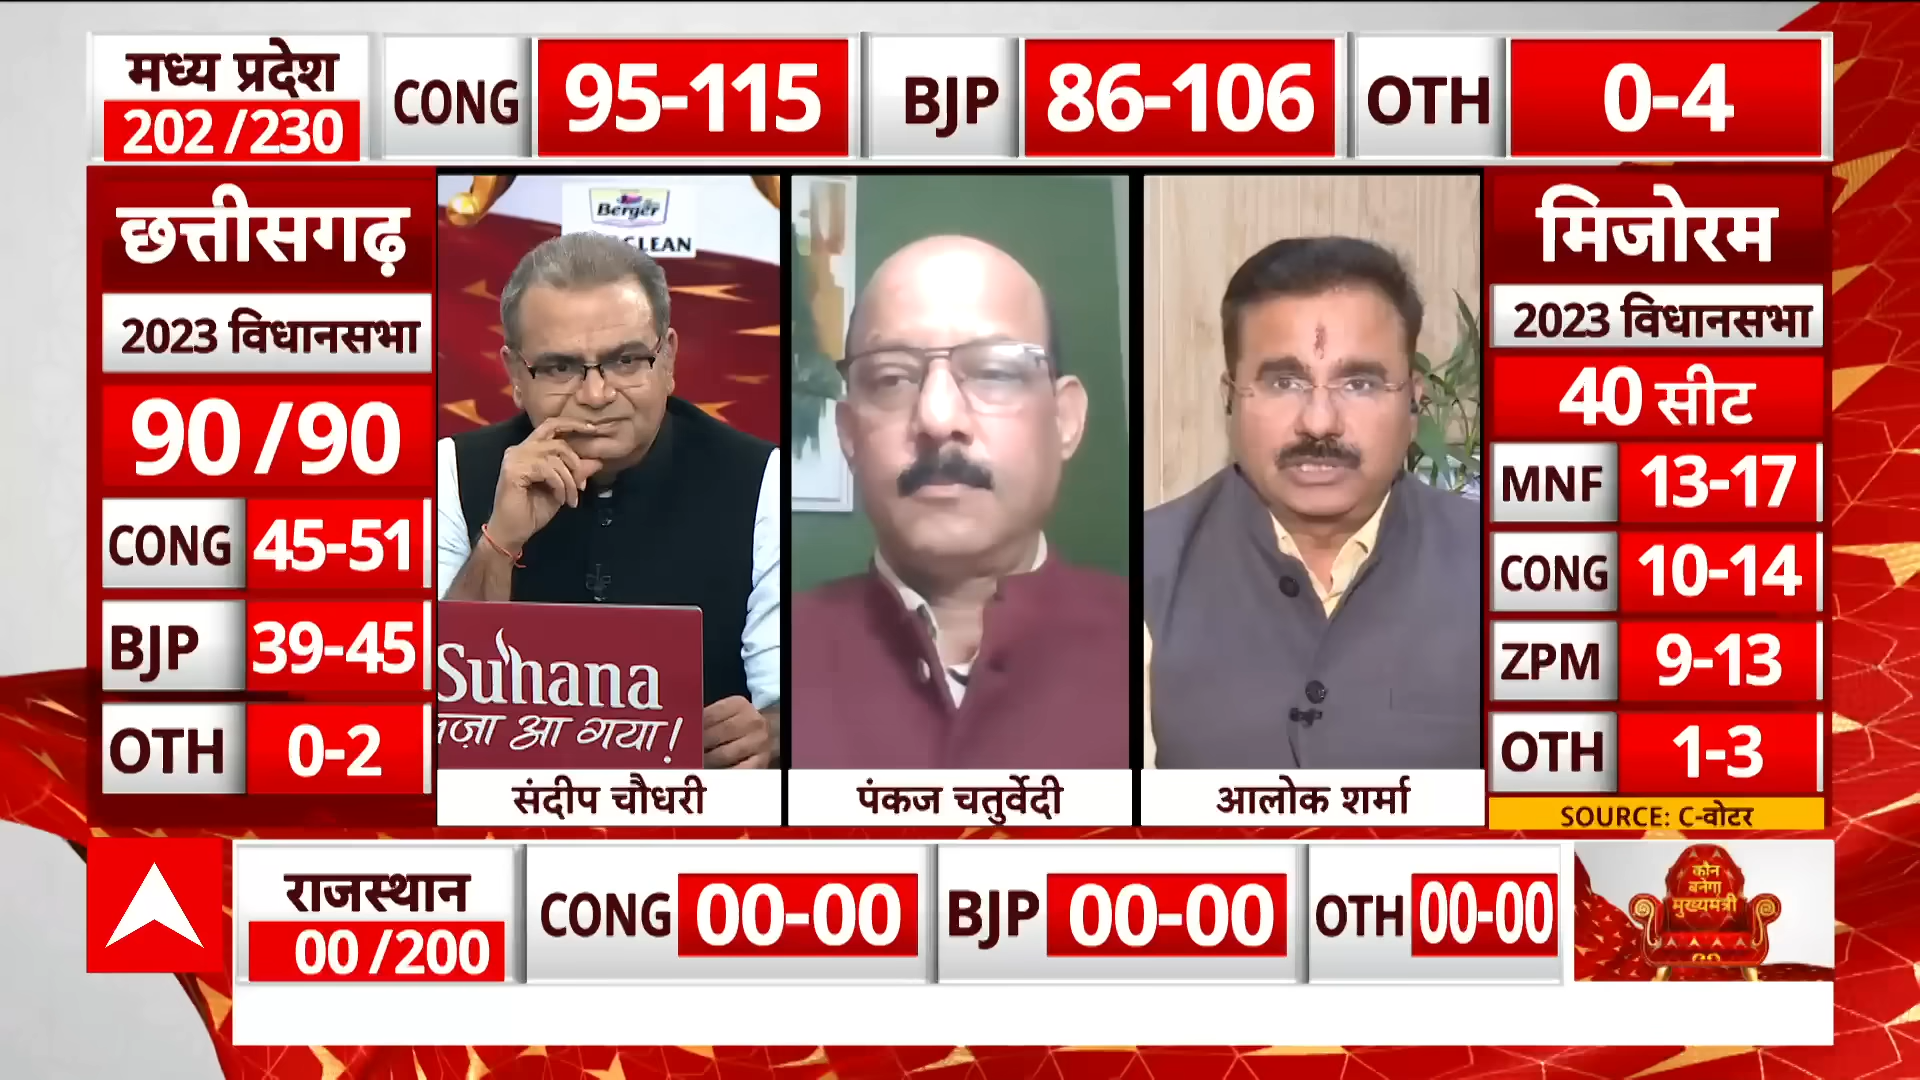 मध्य प्रदेश
202/230
CONG 95-115
BJP 86-106
OTH 0-4
छत्तीसगढ़
2023 विधानसभा
90/90
CONG 45-51
BJP 39-45
OTH 0-2
Berger
CLEAN
Suhana
मज़ा आ गया!
संदीप चौधरी
पंकज चतुर्वेदी
आलोक शर्मा
मिजोरम
2023 विधानसभा
40 सीट
MNF 13-17
CONG 10-14
ZPM 9-13
OTH 1-3
SOURCE: C-वोटर
राजस्थान
00/200
CONG 00-00
BJP 00-00
OTH 00-00
कौन
बनेगा
मुख्यमंत्री